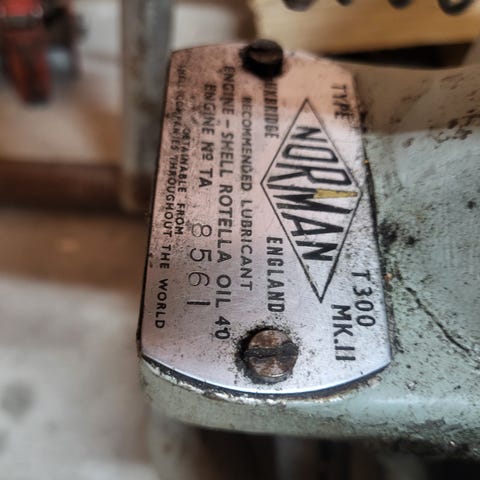 TYPE T300 MK.II
NORMAN
ENGLAND
RECOMMENDED LUBRICANT
ENGINE - SHELL ROTELLA OIL 40
ENGINE No TA 8561
OBTAINABLE FROM
SHELL COMPANIES THROUGHOUT THE WORLD